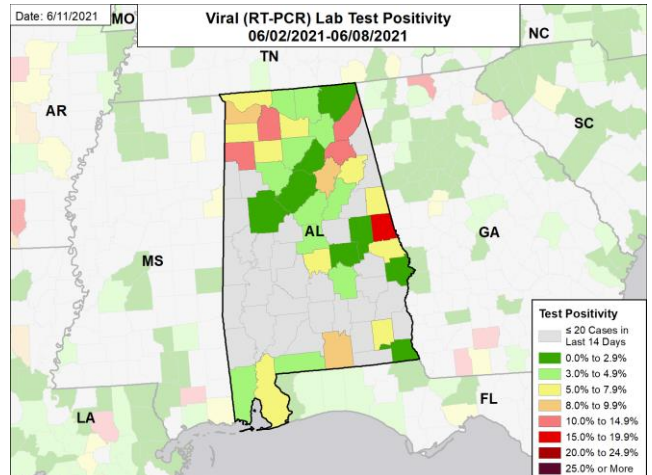 Date: 6/11/2021
Viral (RT-PCR) Lab Test Positivity
06/02/2021-06/08/2021
MO
TN
NC
AR
SC
MS
AL
GA
LA
FL
Test Positivity
≤ 20 Cases in
Last 14 Days
0.0% to 2.9%
3.0% to 4.9%
5.0% to 7.9%
8.0% to 9.9%
10.0% to 14.9%
15.0% to 19.9%
20.0% to 24.9%
25.0% or More